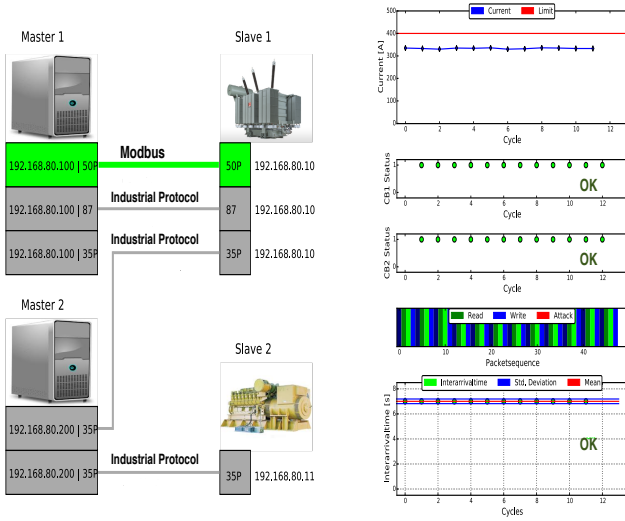 Master 1
Slave 1
192.168.80.100 | 50P
Modbus
50P
192.168.80.10
192.168.80.100 | 87
Industrial Protocol
87
192.168.80.10
192.168.80.100 | 35P
Industrial Protocol
35P
192.168.80.10
Master 2
Slave 2
192.168.80.200 | 35P
192.168.80.200 | 35P
Industrial Protocol
35P
192.168.80.11
Current
Limit
Current [A]
500
400
300
200
100
0
0 2 4 6 8 10 12
Cycle
CB1 Status
1
0
OK
0 2 4 6 8 10 12
Cycle
CB2 Status
1
0
OK
0 2 4 6 8 10 12
Cycle
Read
Write
Attack
0 10 20 30 40
Packetsequence
Interarrivaltime
Std, Deviation
Mean
Interarrivaltime [s]
8
6
4
2
0
OK
0 2 4 6 8 10 12
Cycles